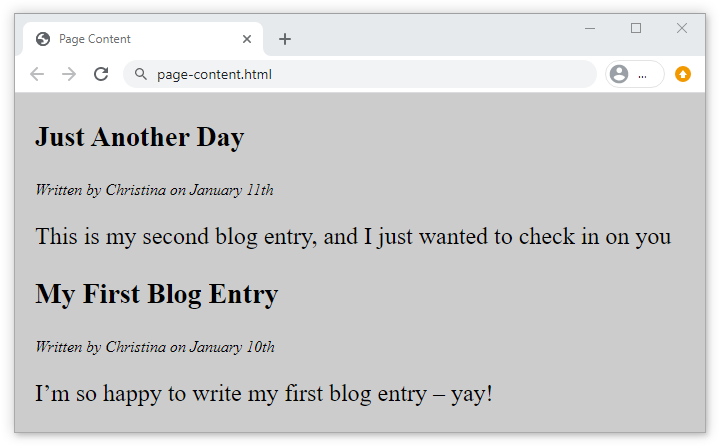 Page Content
page-content.html
...
Just Another Day
Written by Christina on January 11th
This is my second blog entry, and I just wanted to check in on you
My First Blog Entry
Written by Christina on January 10th
I’m so happy to write my first blog entry – yay!